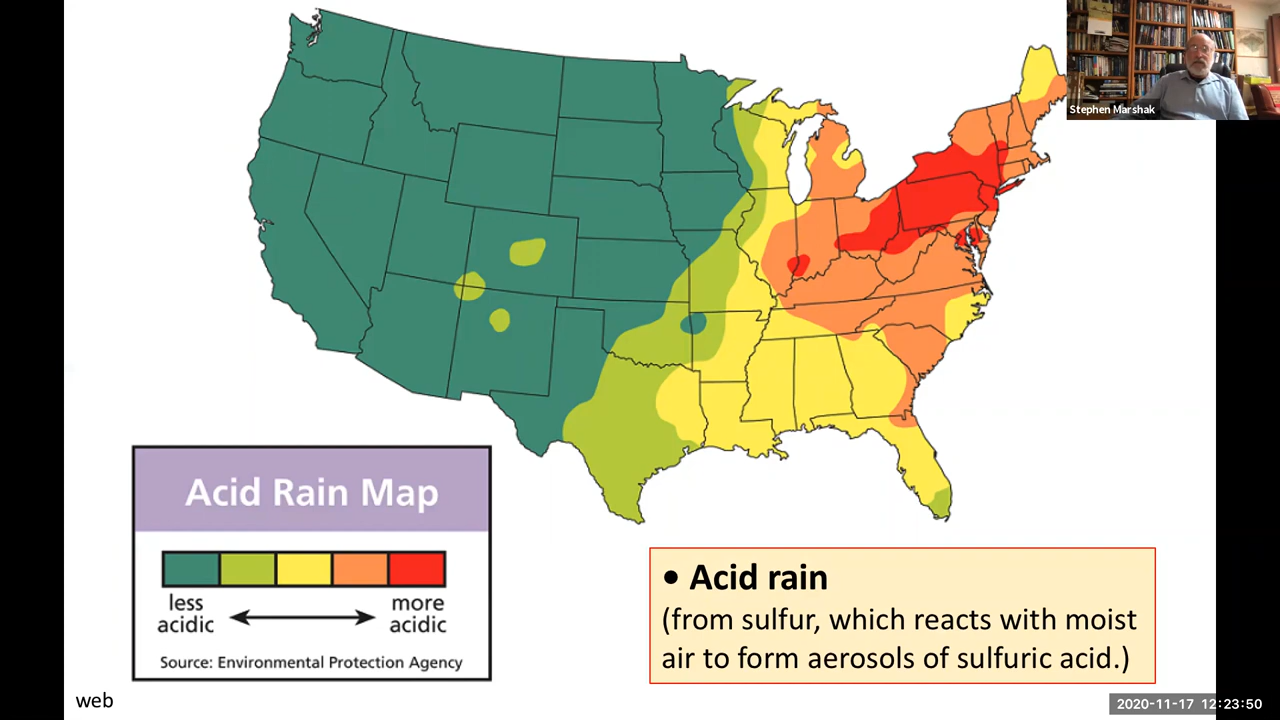 Stephen Marshak
Acid Rain Map
less
acidic
more
acidic
Source: Environmental Protection Agency
• Acid rain
(from sulfur, which reacts with moist
air to form aerosols of sulfuric acid.)
web
2020-11-17 12:23:50